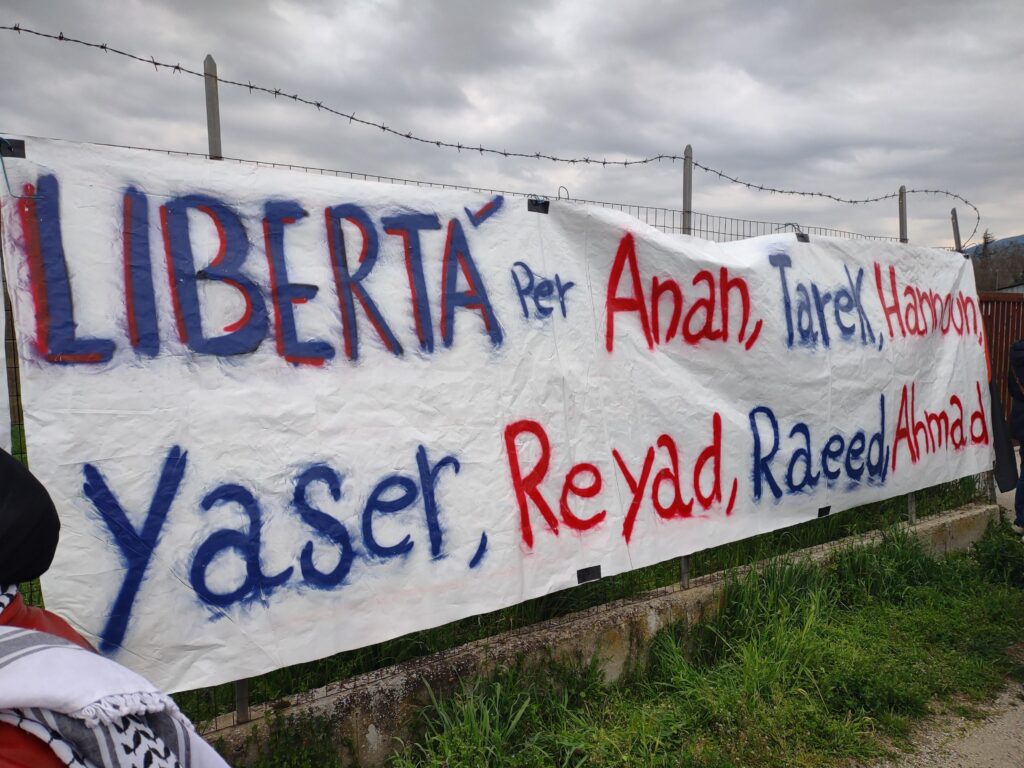 LIBERTÀ Per Anan, Tarek, Hannoun,
Yaser, Reyad, Raeed, Ahmad